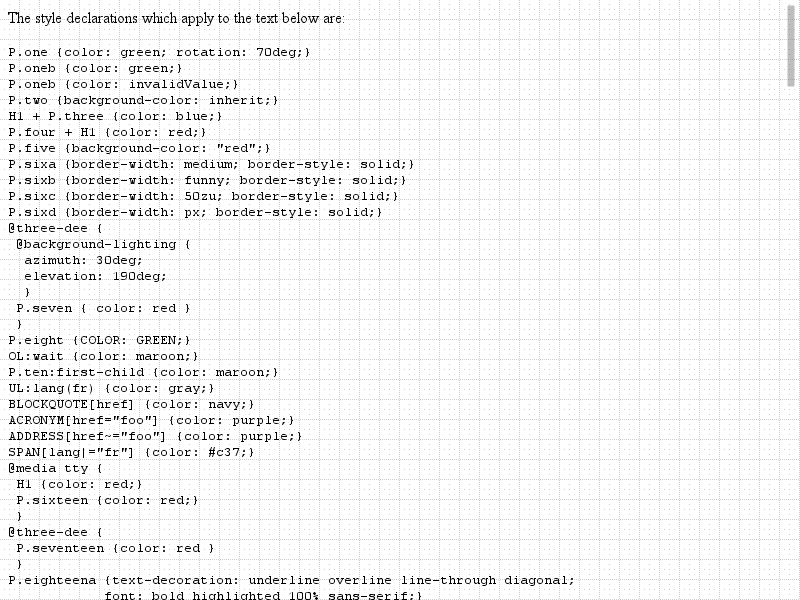 The style declarations which apply to the text below are:
P.one {color: green; rotation: 70deg;}
P.oneb {color: green;}
P.oneb {color: invalidValue;}
P.two {background-color: inherit;}
H1 + P.three {color: blue;}
P.four + H1 {color: red;}
P.five {background-color: "red";}
P.sixa {border-width: medium; border-style: solid;}
P.sixb {border-width: funny; border-style: solid;}
P.sixc {border-width: 50zu; border-style: solid;}
P.sixd {border-width: px; border-style: solid;}
@three-dee {
 @background-lighting {
  azimuth: 30deg;
  elevation: 190deg;
  }
 P.seven { color: red }
 }
P.eight {COLOR: GREEN;}
OL:wait {color: maroon;}
P.ten:first-child {color: maroon;}
UL:lang(fr) {color: gray;}
BLOCKQUOTE[href] {color: navy;}
ACRONYM[href="foo"] {color: purple;}
ADDRESS[href~="foo"] {color: purple;}
SPAN[lang|="fr"] {color: #c37;}
@media tty {
 H1 {color: red;}
 P.sixteen {color: red;}
 }
@three-dee {
 P.seventeen {color: red }
 }
P.eighteena {text-decoration: underline overline line-through diagonal;
            font: bold highlighted 100% sans-serif;}